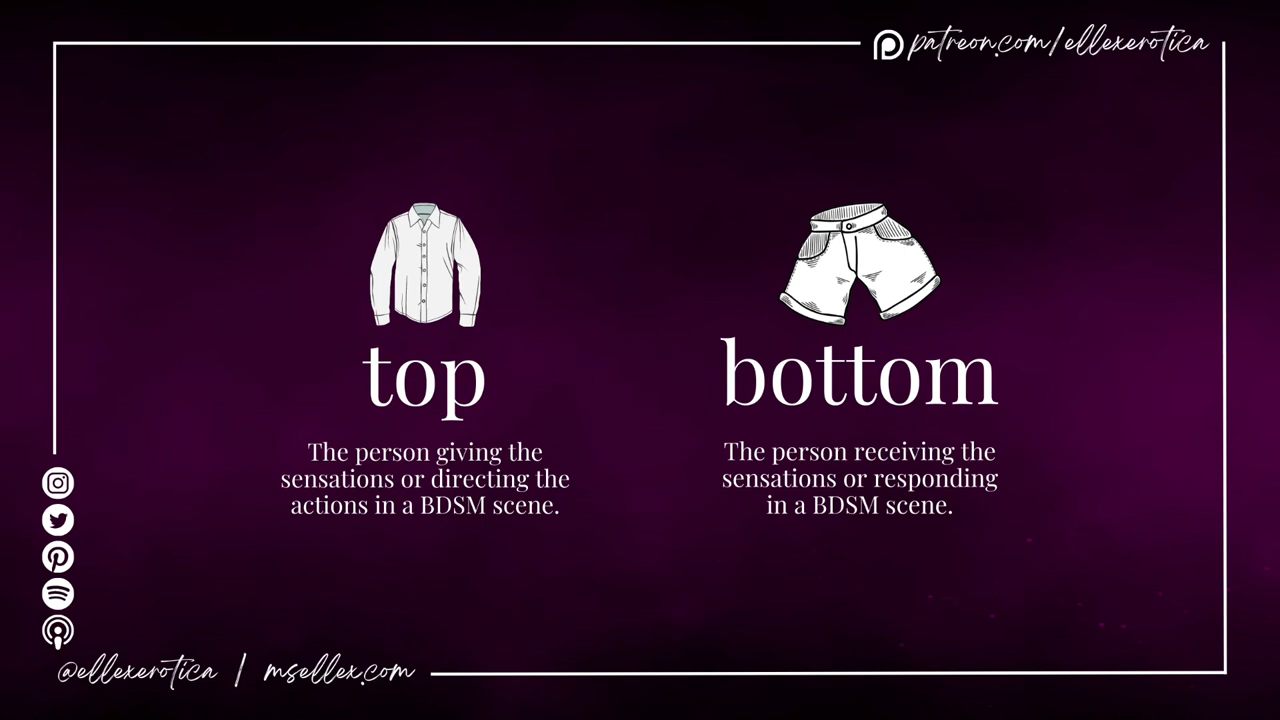 patreon.com/ellexerotica
top
The person giving the
sensations or directing the
actions in a BDSM scene.
bottom
The person receiving the
sensations or responding
in a BDSM scene.
@ellexerotica | msellex.com